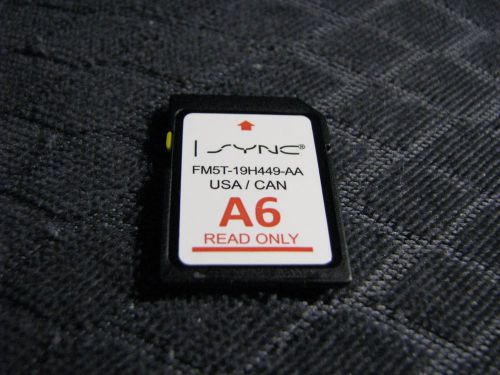 SYNC®
FM5T-19H449-AA
USA / CAN
A6
READ ONLY